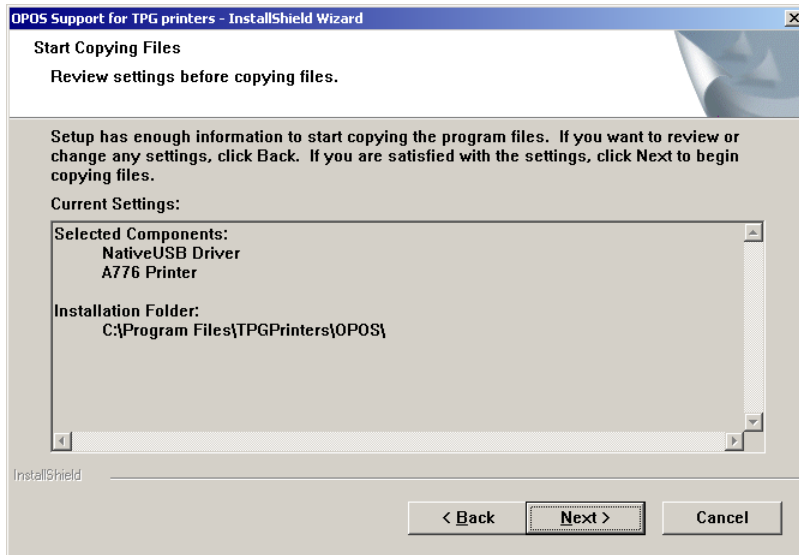 OPOS Support for TPG printers - InstallShield Wizard
Start Copying Files
Review settings before copying files.
Setup has enough information to start copying the program files.  If you want to review or
change any settings, click Back.  If you are satisfied with the settings, click Next to begin
copying files.
Current Settings:
Selected Components:
NativeUSB Driver
A776 Printer
Installation Folder:
C:\Program Files\TPGPrinters\OPOS\
InstallShield
< Back
Next >
Cancel